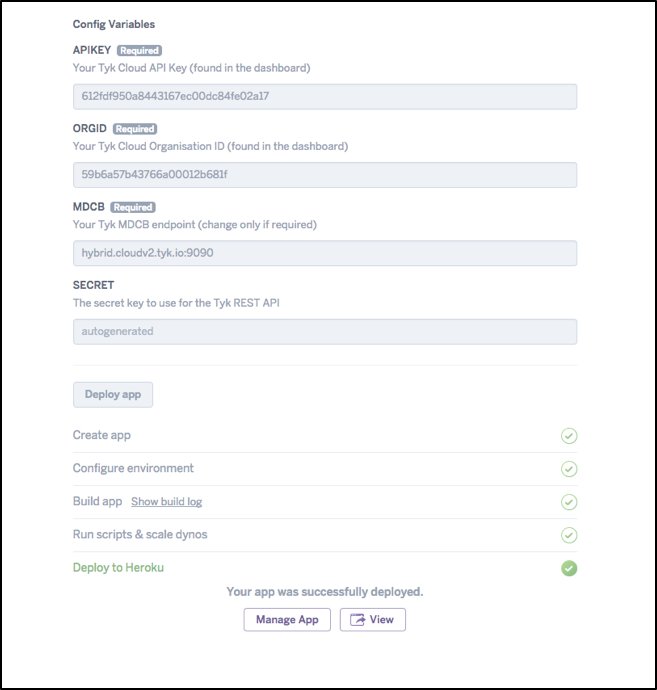 Config Variables
APIKEY Required
Your Tyk Cloud API Key (found in the dashboard)
612fdf950a8443167ec00dc84fe02a17
ORGID Required
Your Tyk Cloud Organisation ID (found in the dashboard)
59b6a57b43766a00012b681f
MDCB Required
Your Tyk MDCB endpoint (change only if required)
hybrid.cloudv2.tyk.io:9090
SECRET
The secret key to use for the Tyk REST API
autogenerated
Deploy app
Create app
Configure environment
Build app Show build log
Run scripts & scale dynos
Deploy to Heroku
Your app was successfully deployed.
Manage App View